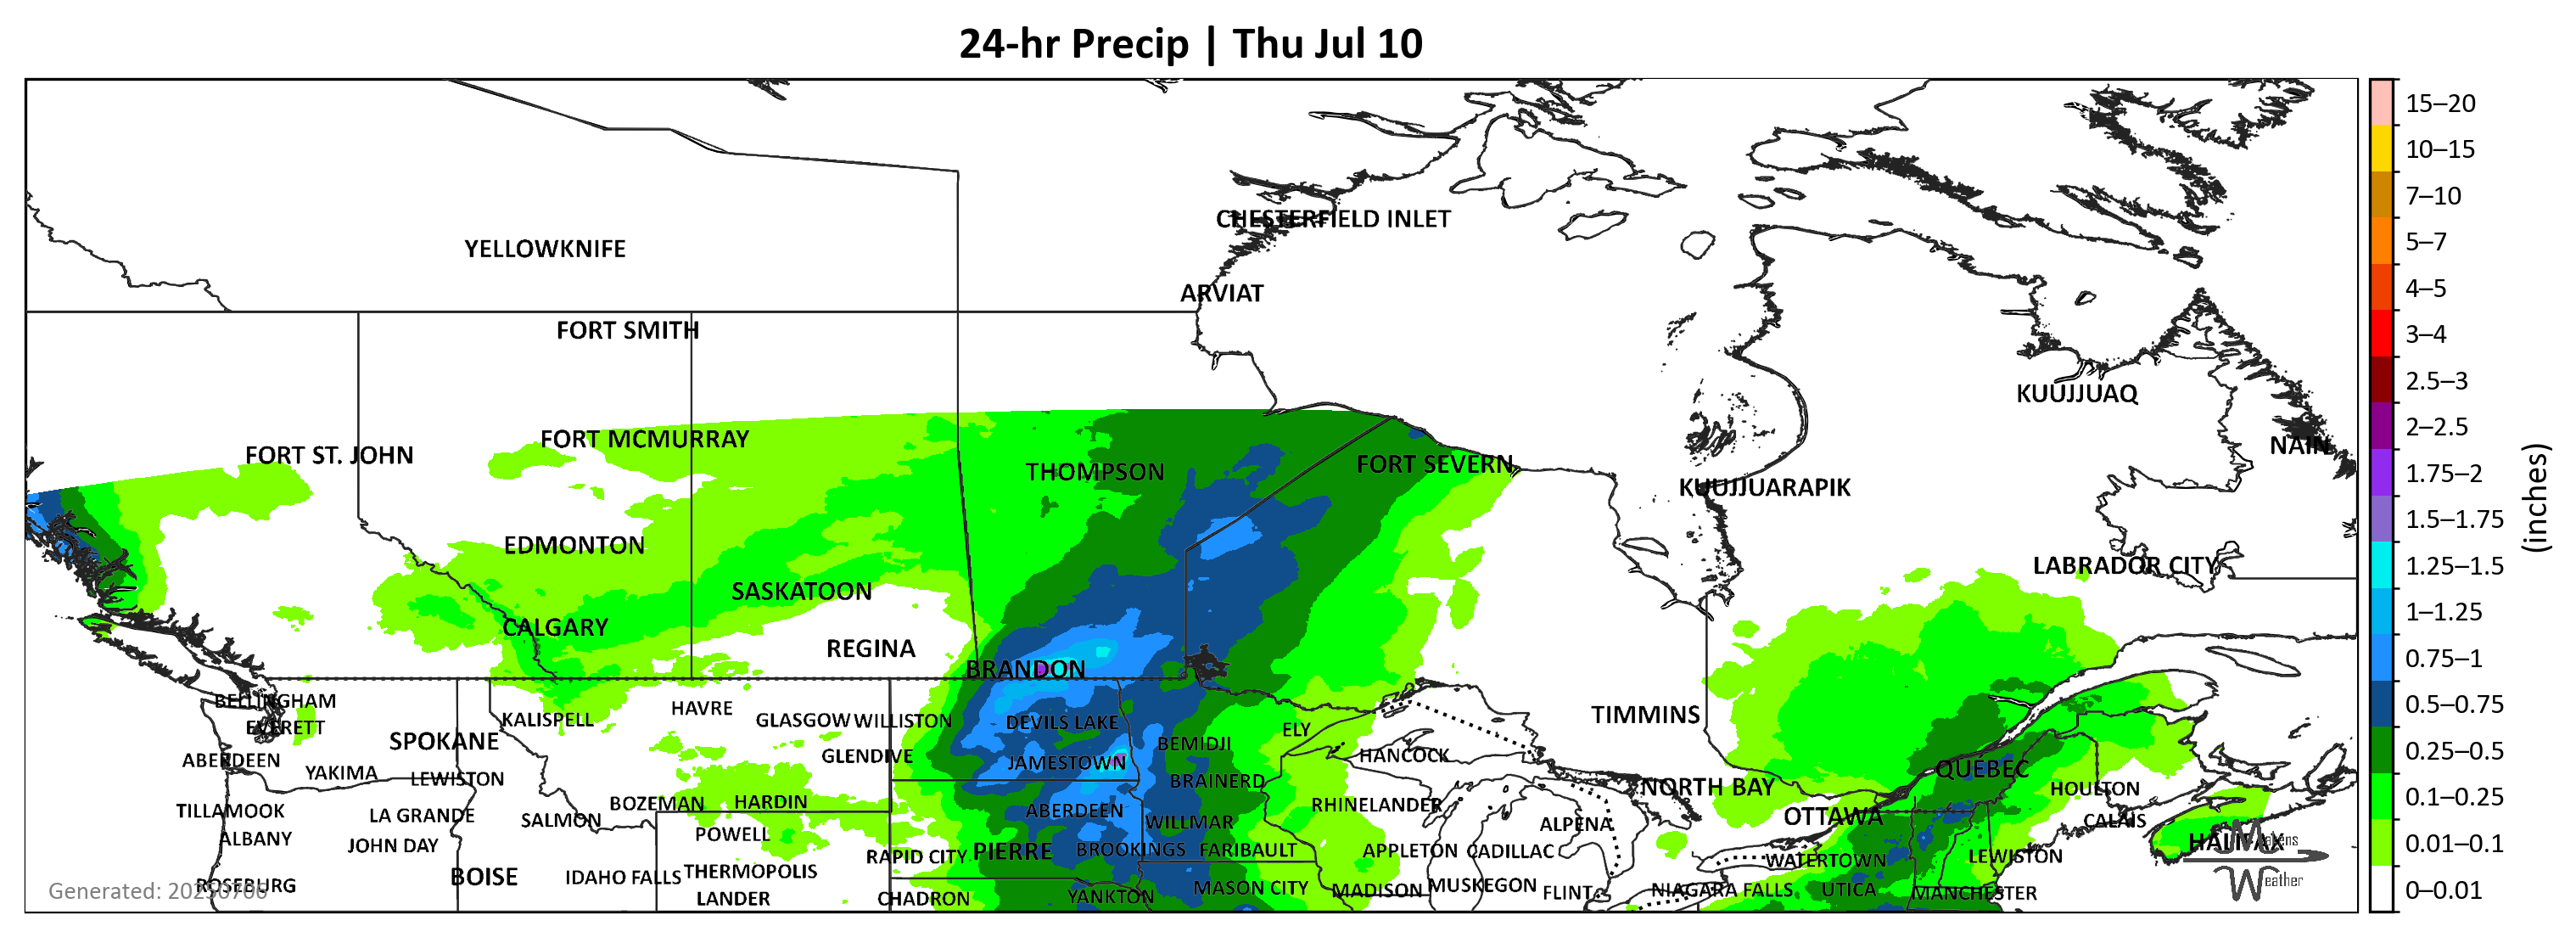 24-hr Precip | Thu Jul 10
15–20
10–15
7–10
5–7
4–5
3–4
2.5–3
2–2.5
1.75–2
1.5–1.75
1.25–1.5
1–1.25
0.75–1
0.5–0.75
0.25–0.5
0.1–0.25
0.01–0.1
0–0.01
(inches)
CHESTERFIELD INLET
YELLOWKNIFE
ARVIAT
FORT SMITH
KUUJJUAQ
FORT MCMURRAY
NAIN
FORT ST. JOHN
THOMPSON
FORT SEVERN
KUUJJUARAPIK
EDMONTON
LABRADOR CITY
SASKATOON
CALGARY
REGINA
BRANDON
BELLINGHAM
HAVRE
TIMMINS
KALISPELL
GLASGOW
WILLISTON
DEVILS LAKE
EVERETT
ELY
SPOKANE
BEMIDJI
GLENDIVE
HANCOCK
ABERDEEN
JAMESTOWN
QUEBEC
YAKIMA
LEWISTON
BRAINERD
NORTH BAY
HOULTON
BOZEMAN
HARDIN
RHINELANDER
TILLAMOOK
LA GRANDE
SALMON
ABERDEEN
WILLMAR
ALPENA
OTTAWA
CALAIS
ALBANY
JOHN DAY
POWELL
HALIFAX
RAPID CITY
PIERRE
BROOKINGS
FARIBAULT
APPLETON
CADILLAC
WATERTOWN
LEWISTON
BOISE
IDAHO FALLS
THERMOPOLIS
ROSEBURG
MASON CITY
MADISON
MUSKEGON
FLINT
NIAGARA FALLS
UTICA
MANCHESTER
LANDER
CHADRON
YANKTON
Generated: 20250706
Weather